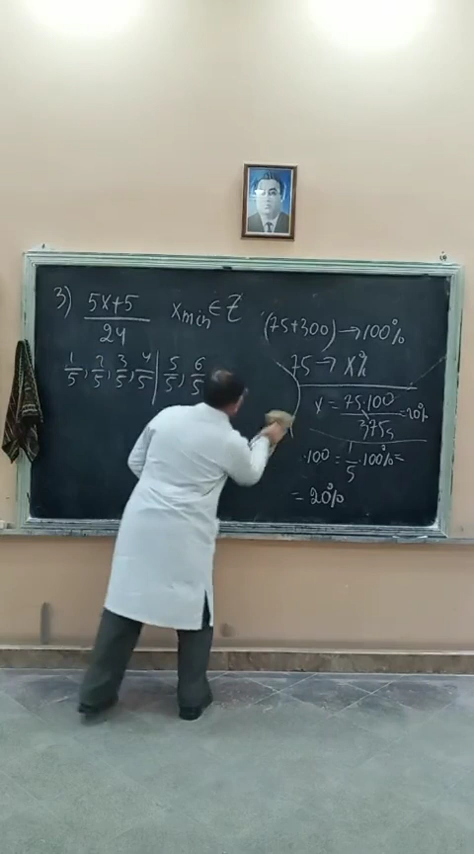 3) (5x+5)/24 x min ∈ Z
1/5, 2/5, 3/5, 4/5 | 5/5, 6/5
(75+300) → 100%
75 → x%
x = 75·100/375 = 20%
·100 = 1/5 · 100% =
= 20%